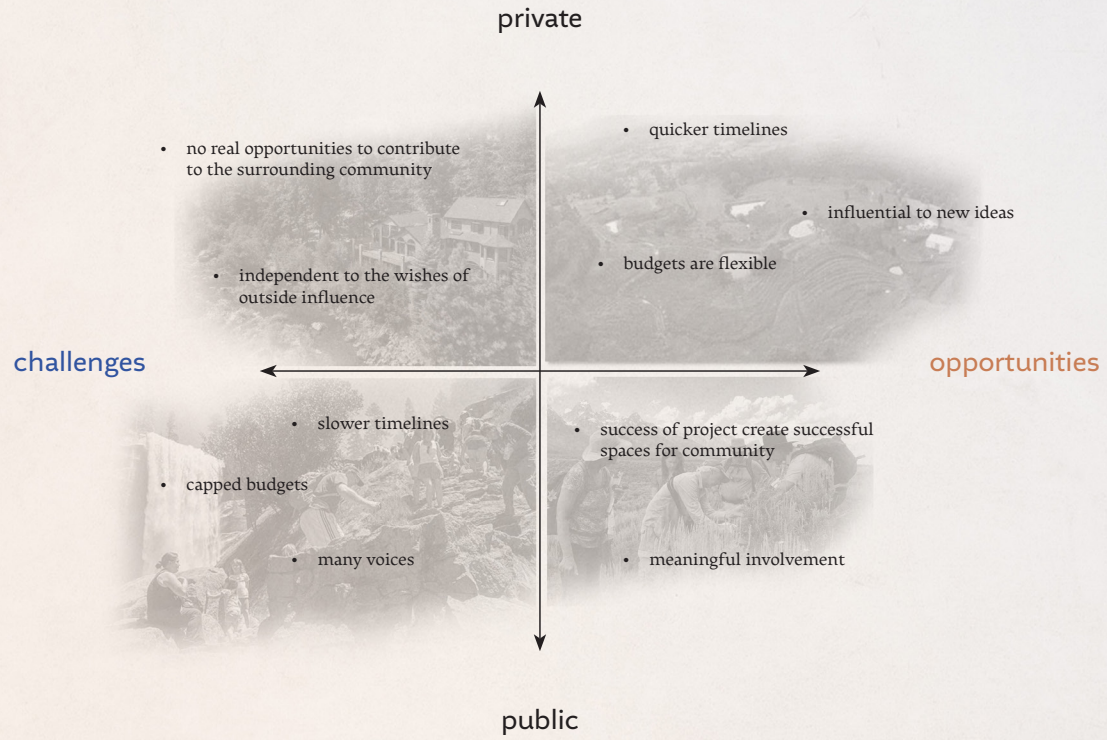 private
• no real opportunities to contribute
to the surrounding community
• independent to the wishes of
outside influence
• quicker timelines
• influential to new ideas
• budgets are flexible
challenges
opportunities
• slower timelines
• capped budgets
• many voices
• success of project create successful
spaces for community
• meaningful involvement
public